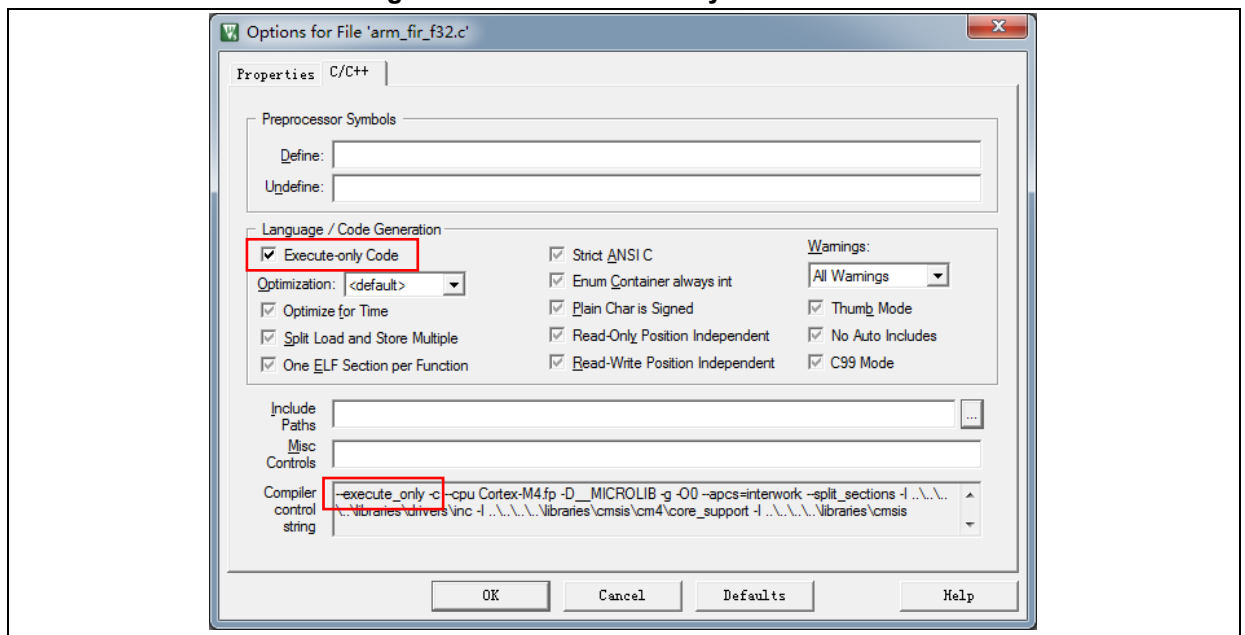 Options for File 'arm_fir_f32.c'
Properties C/C++
Preprocessor Symbols
Define:
Undefine:
Language / Code Generation
Execute-only Code
Strict ANSI C
Warnings:
Optimization: <default>
Enum Container always int
All Warnings
Optimize for Time
Plain Char is Signed
Thumb Mode
Split Load and Store Multiple
Read-Only Position Independent
No Auto Includes
One ELF Section per Function
Read-Write Position Independent
C99 Mode
Include
Paths
...
Misc
Controls
Compiler
control
string
--execute_only -c --cpu Cortex-M4.fp -D__MICROLIB -g -O0 --apcs=interwork --split_sections -I ..\..\..
\..\libraries\drivers\inc -I ..\..\..\..\libraries\cmsis\cm4\core_support -I ..\..\..\..\libraries\cmsis
OK Cancel Defaults Help